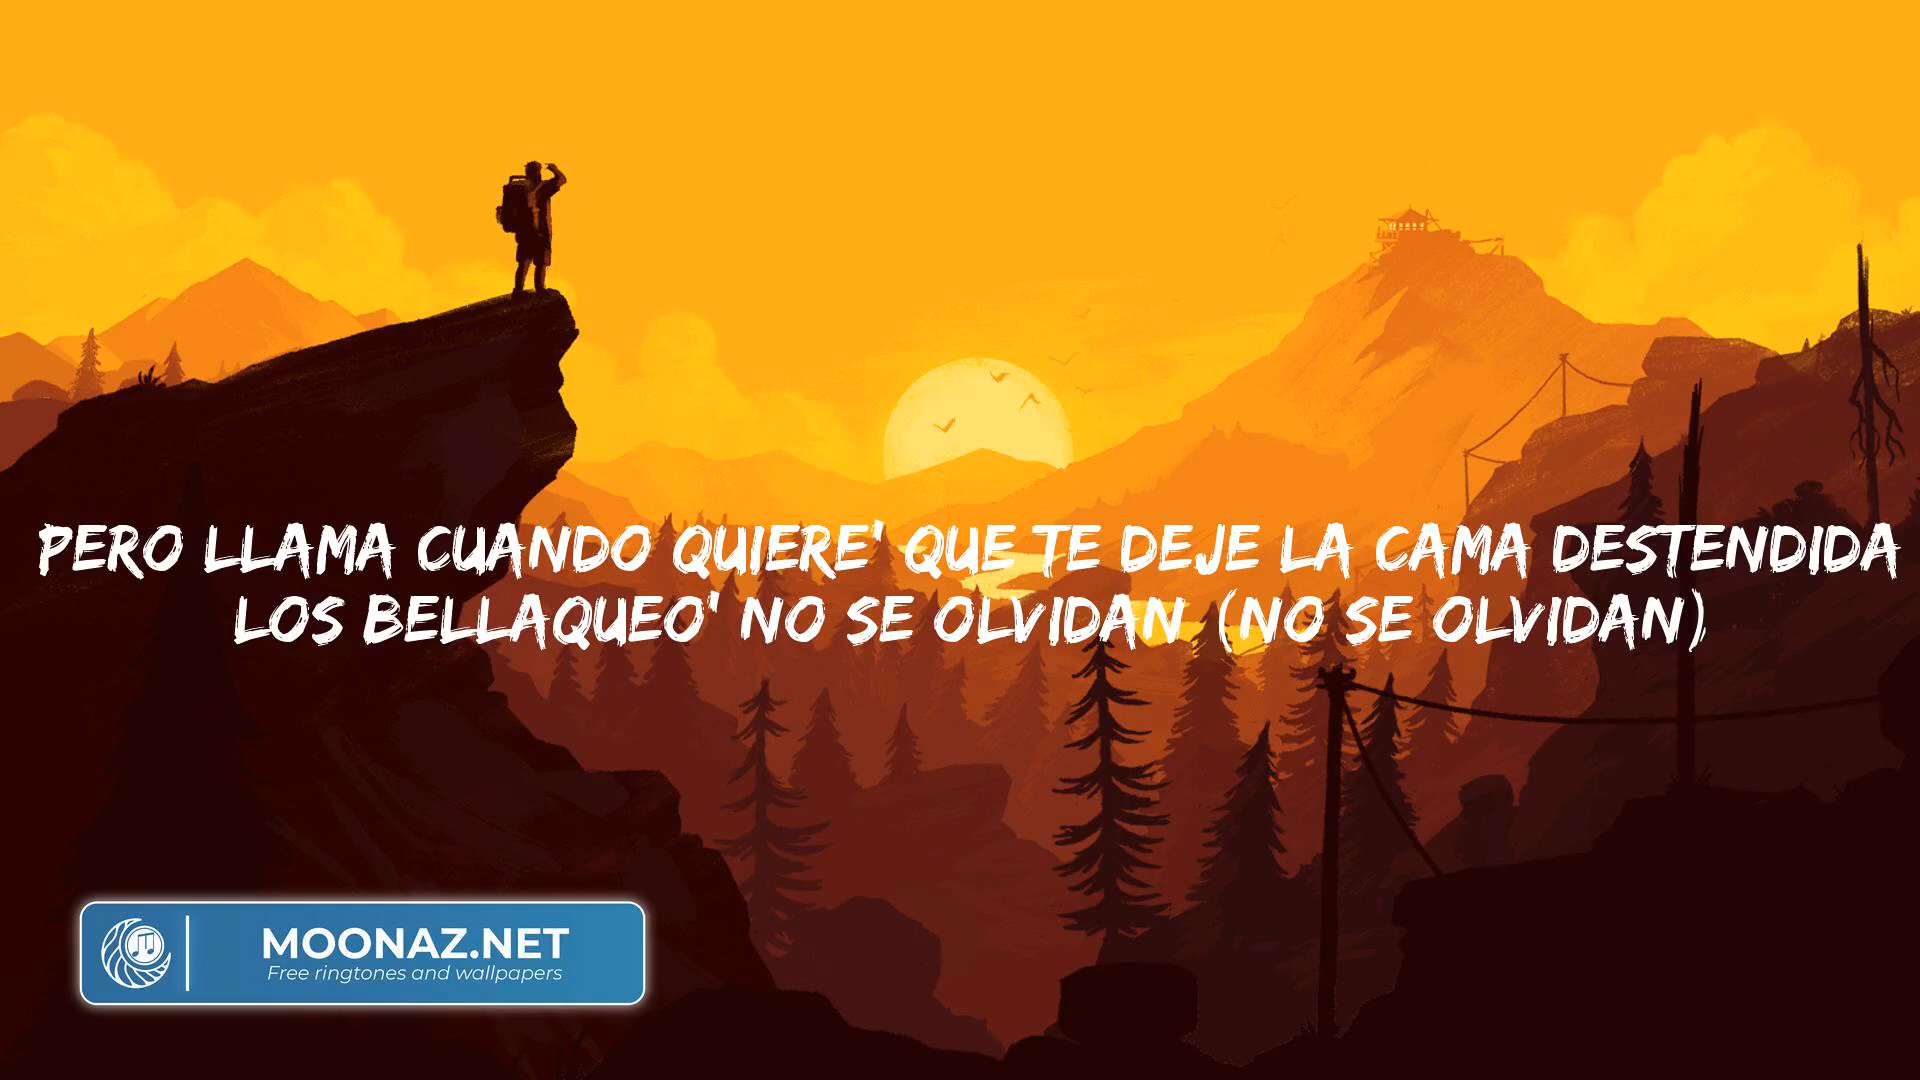 PERO LLAMA CUANDO QUIERE' QUE TE DEJE LA CAMA DESTENDIDA
LOS BELLAQUEO' NO SE OLVIDAN (NO SE OLVIDAN)
MOONAZ.NET
Free ringtones and wallpapers